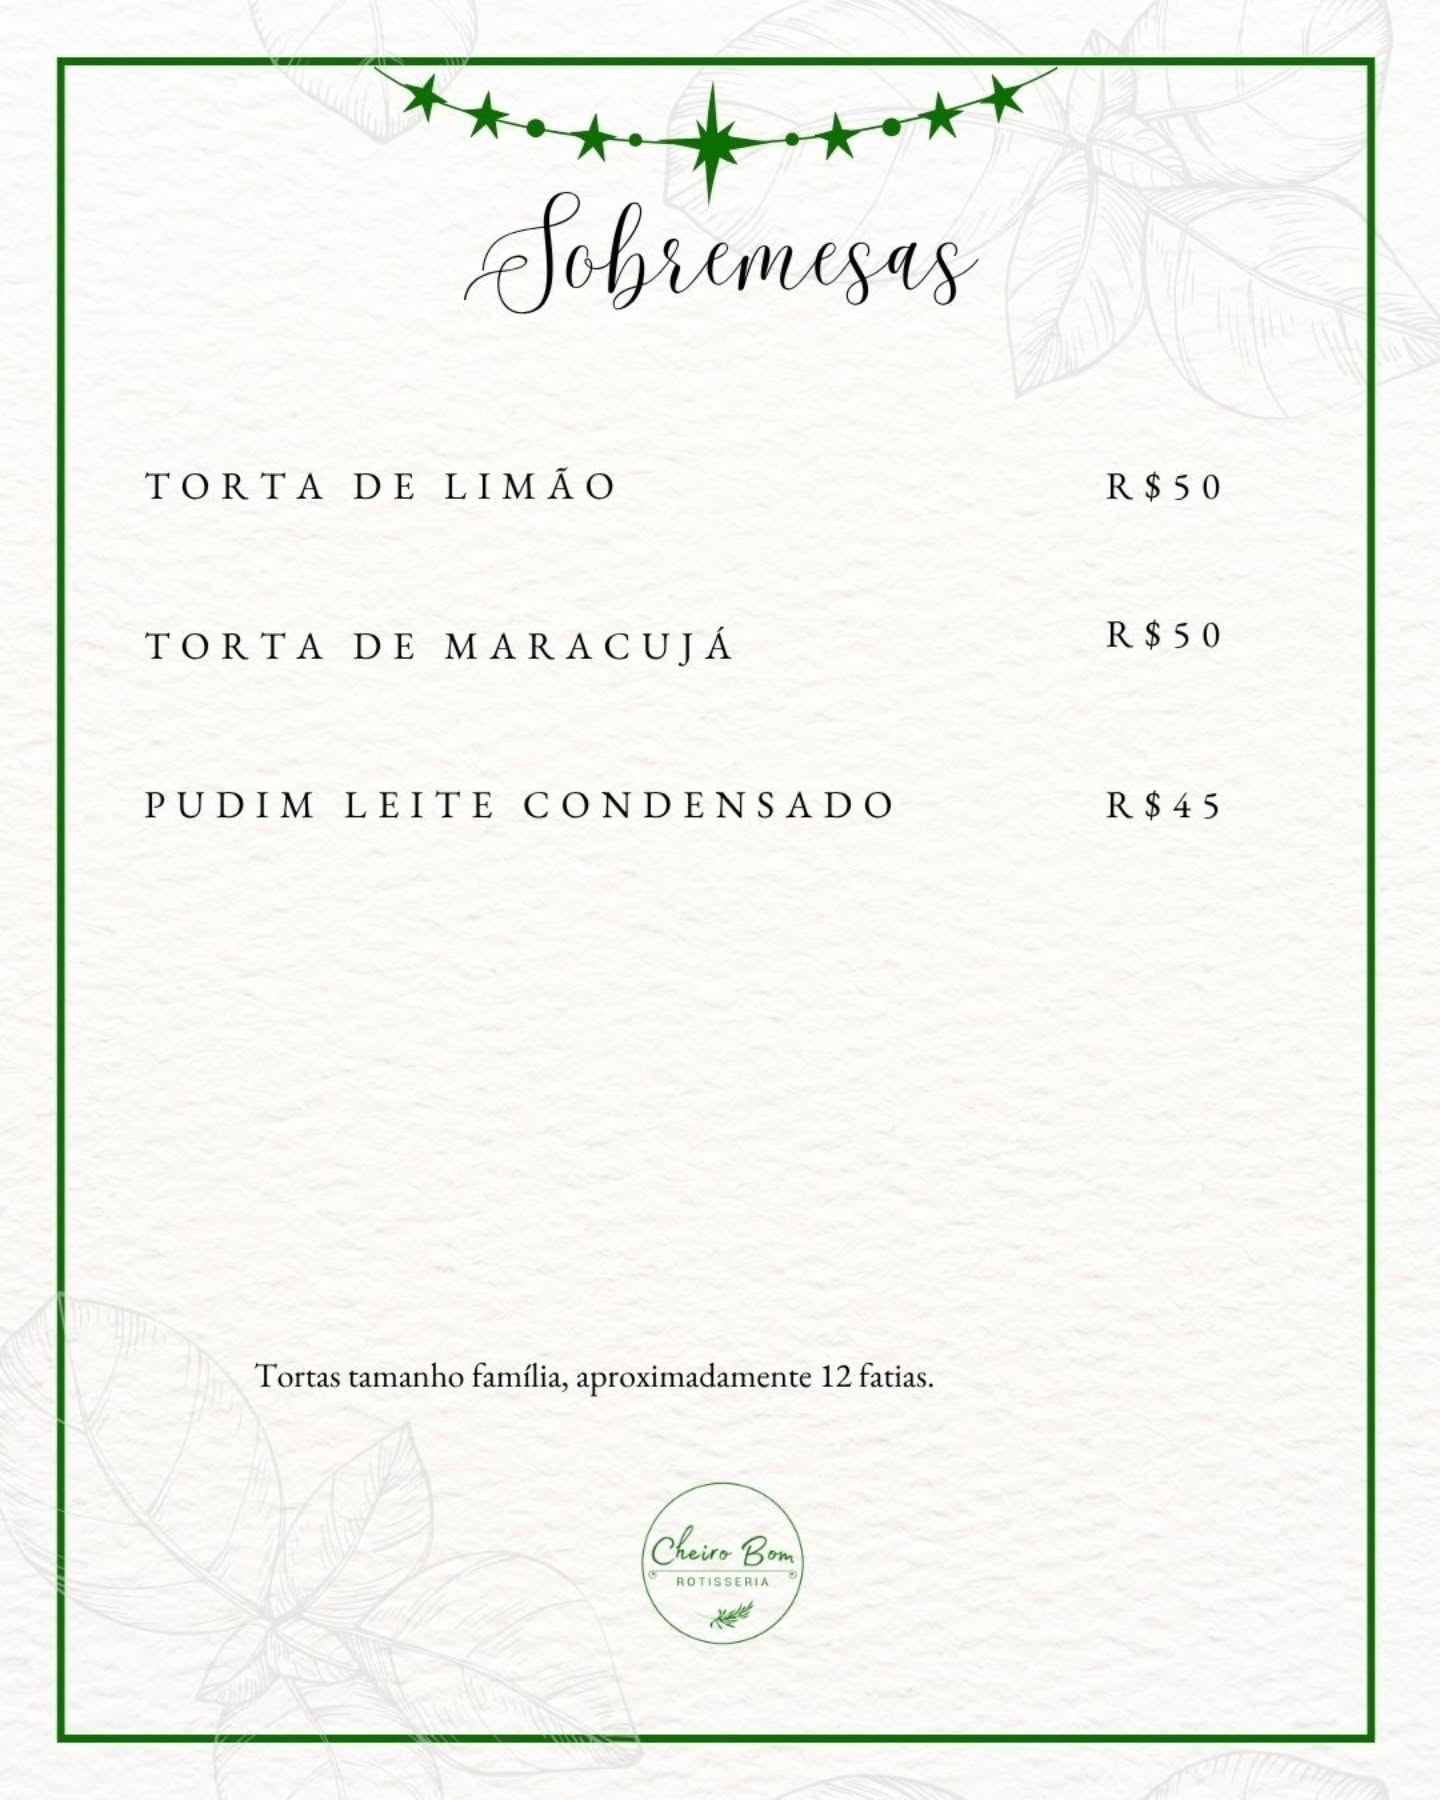 Sobremesas
TORTA DE LIMÃO R$50
TORTA DE MARACUJÁ R$50
PUDIM LEITE CONDENSADO R$45
Tortas tamanho família, aproximadamente 12 fatias.
Cheiro Bom
ROTISSERIA